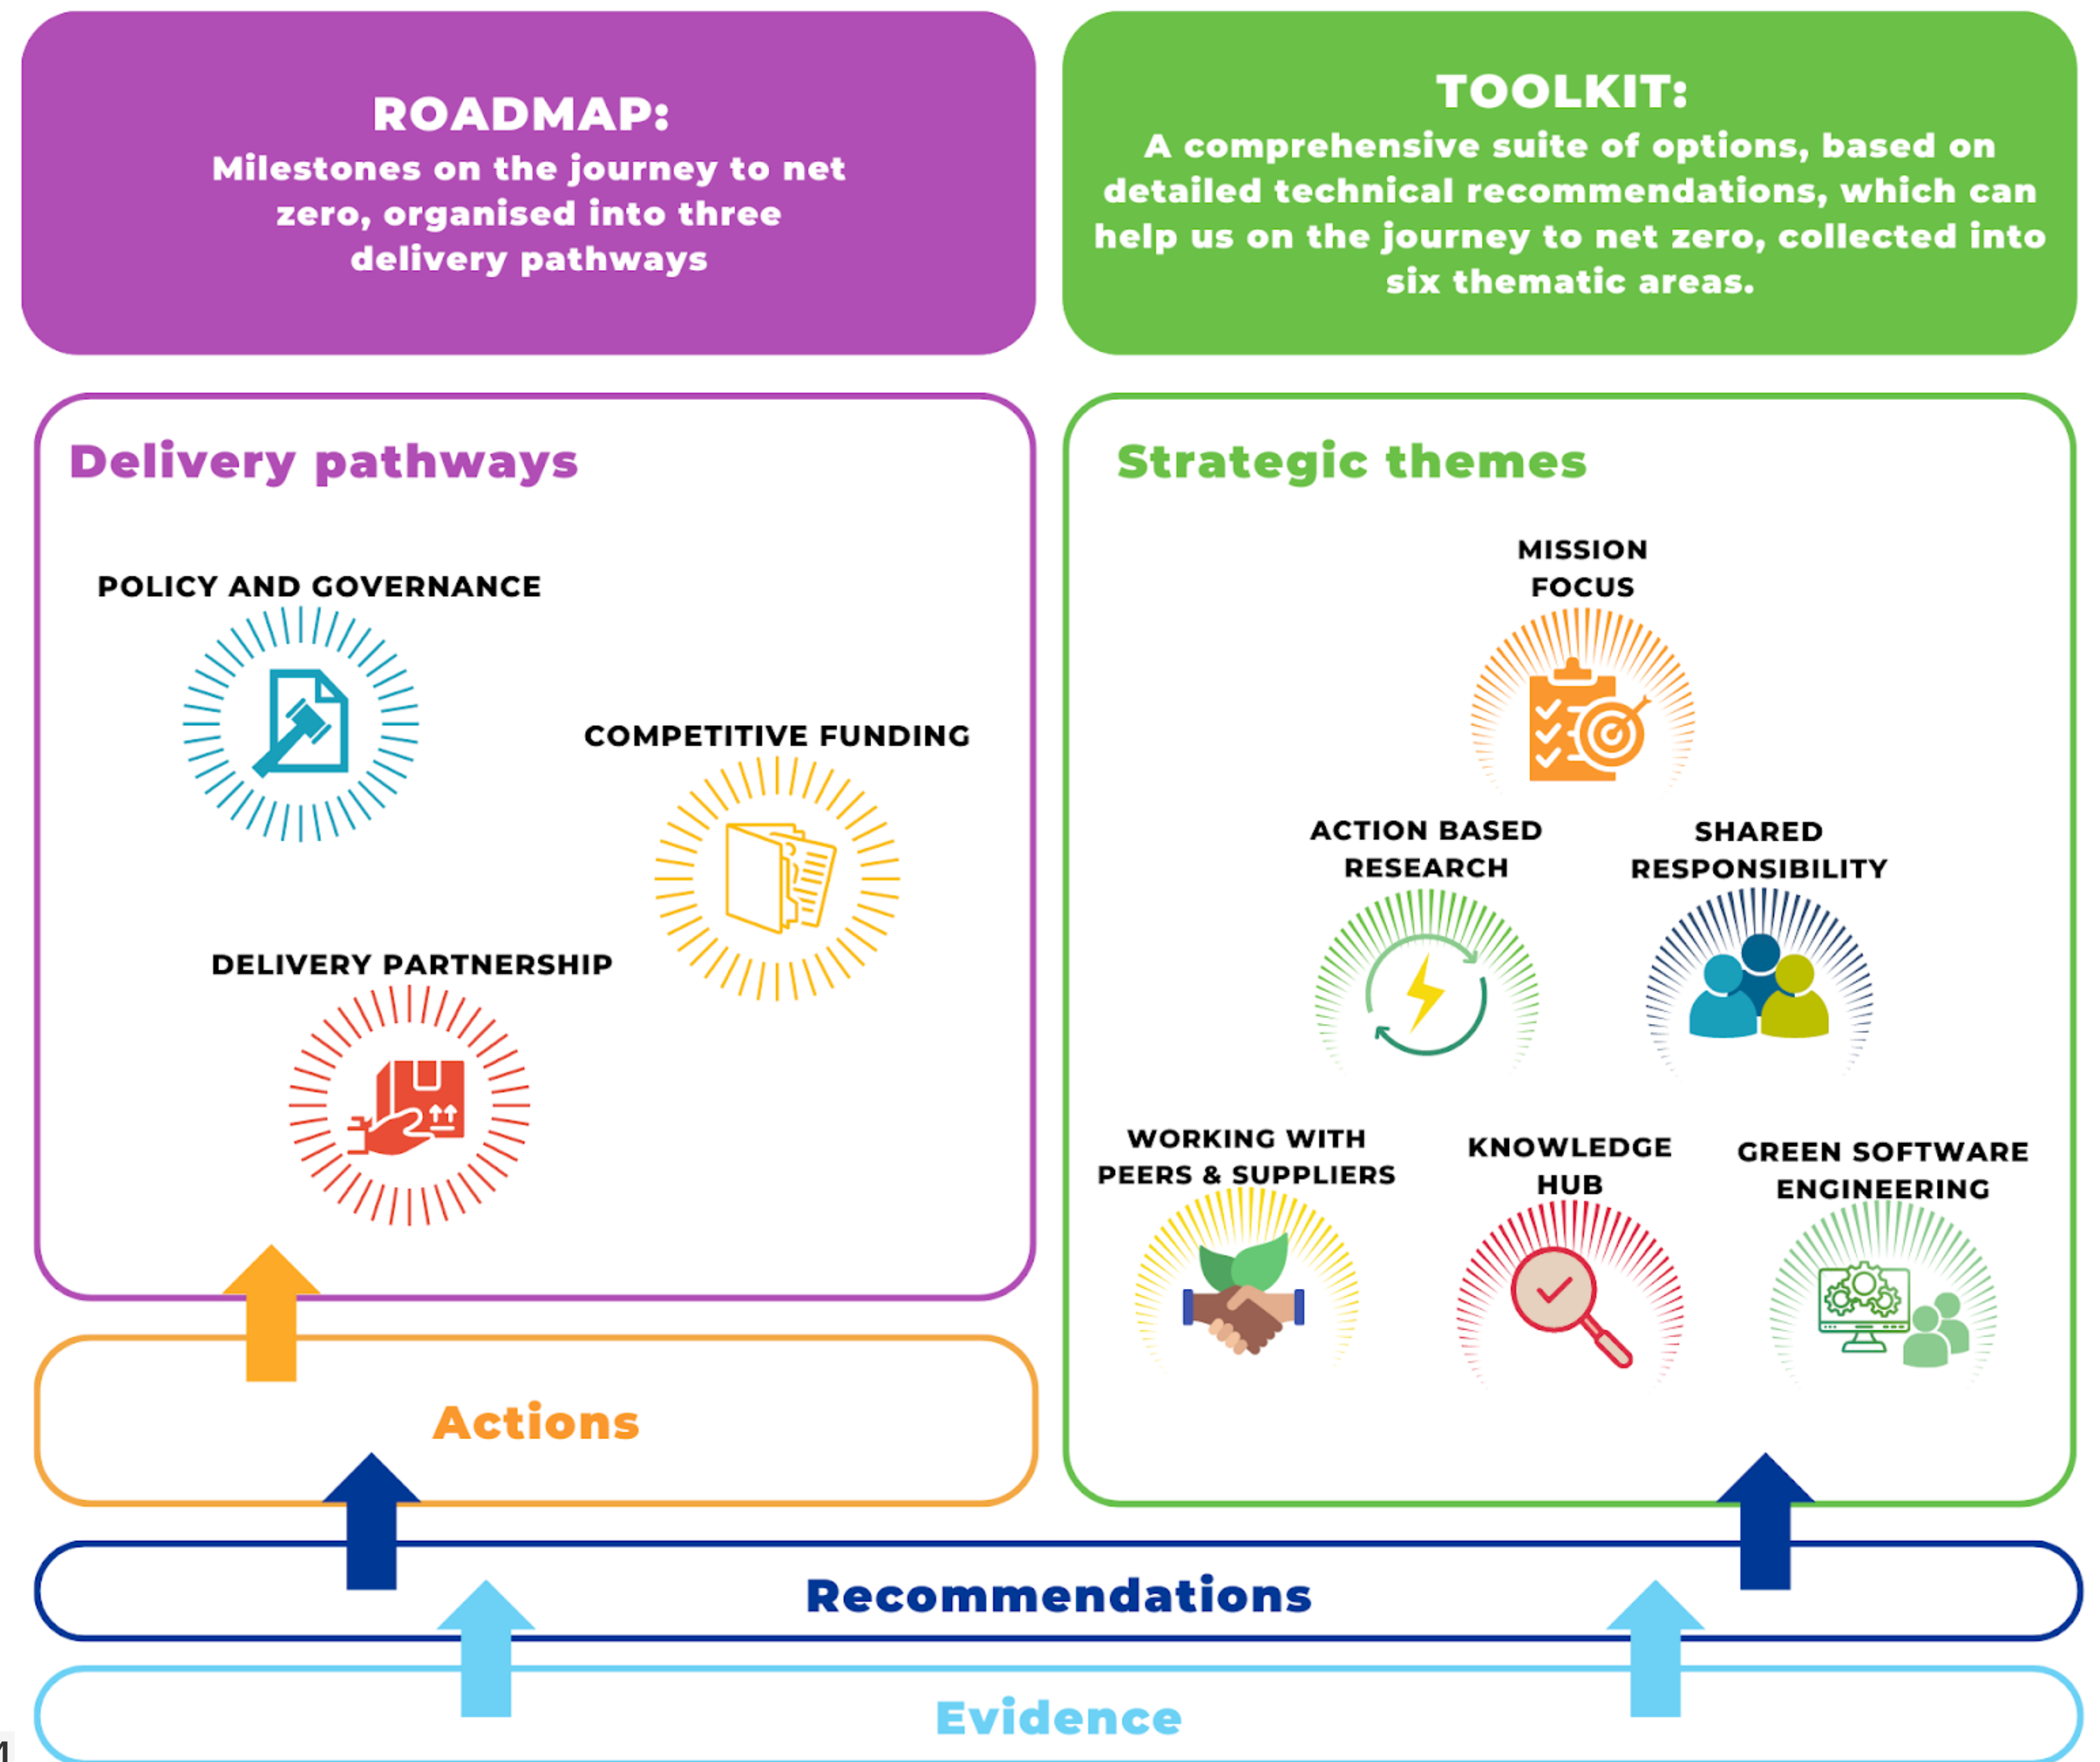 ROADMAP:
Milestones on the journey to net
zero, organised into three
delivery pathways
TOOLKIT:
A comprehensive suite of options, based on
detailed technical recommendations, which can
help us on the journey to net zero, collected into
six thematic areas.
Delivery pathways
POLICY AND GOVERNANCE
COMPETITIVE FUNDING
DELIVERY PARTNERSHIP
Strategic themes
MISSION
FOCUS
ACTION BASED
RESEARCH
SHARED
RESPONSIBILITY
WORKING WITH
PEERS & SUPPLIERS
KNOWLEDGE
HUB
GREEN SOFTWARE
ENGINEERING
Actions
Recommendations
Evidence